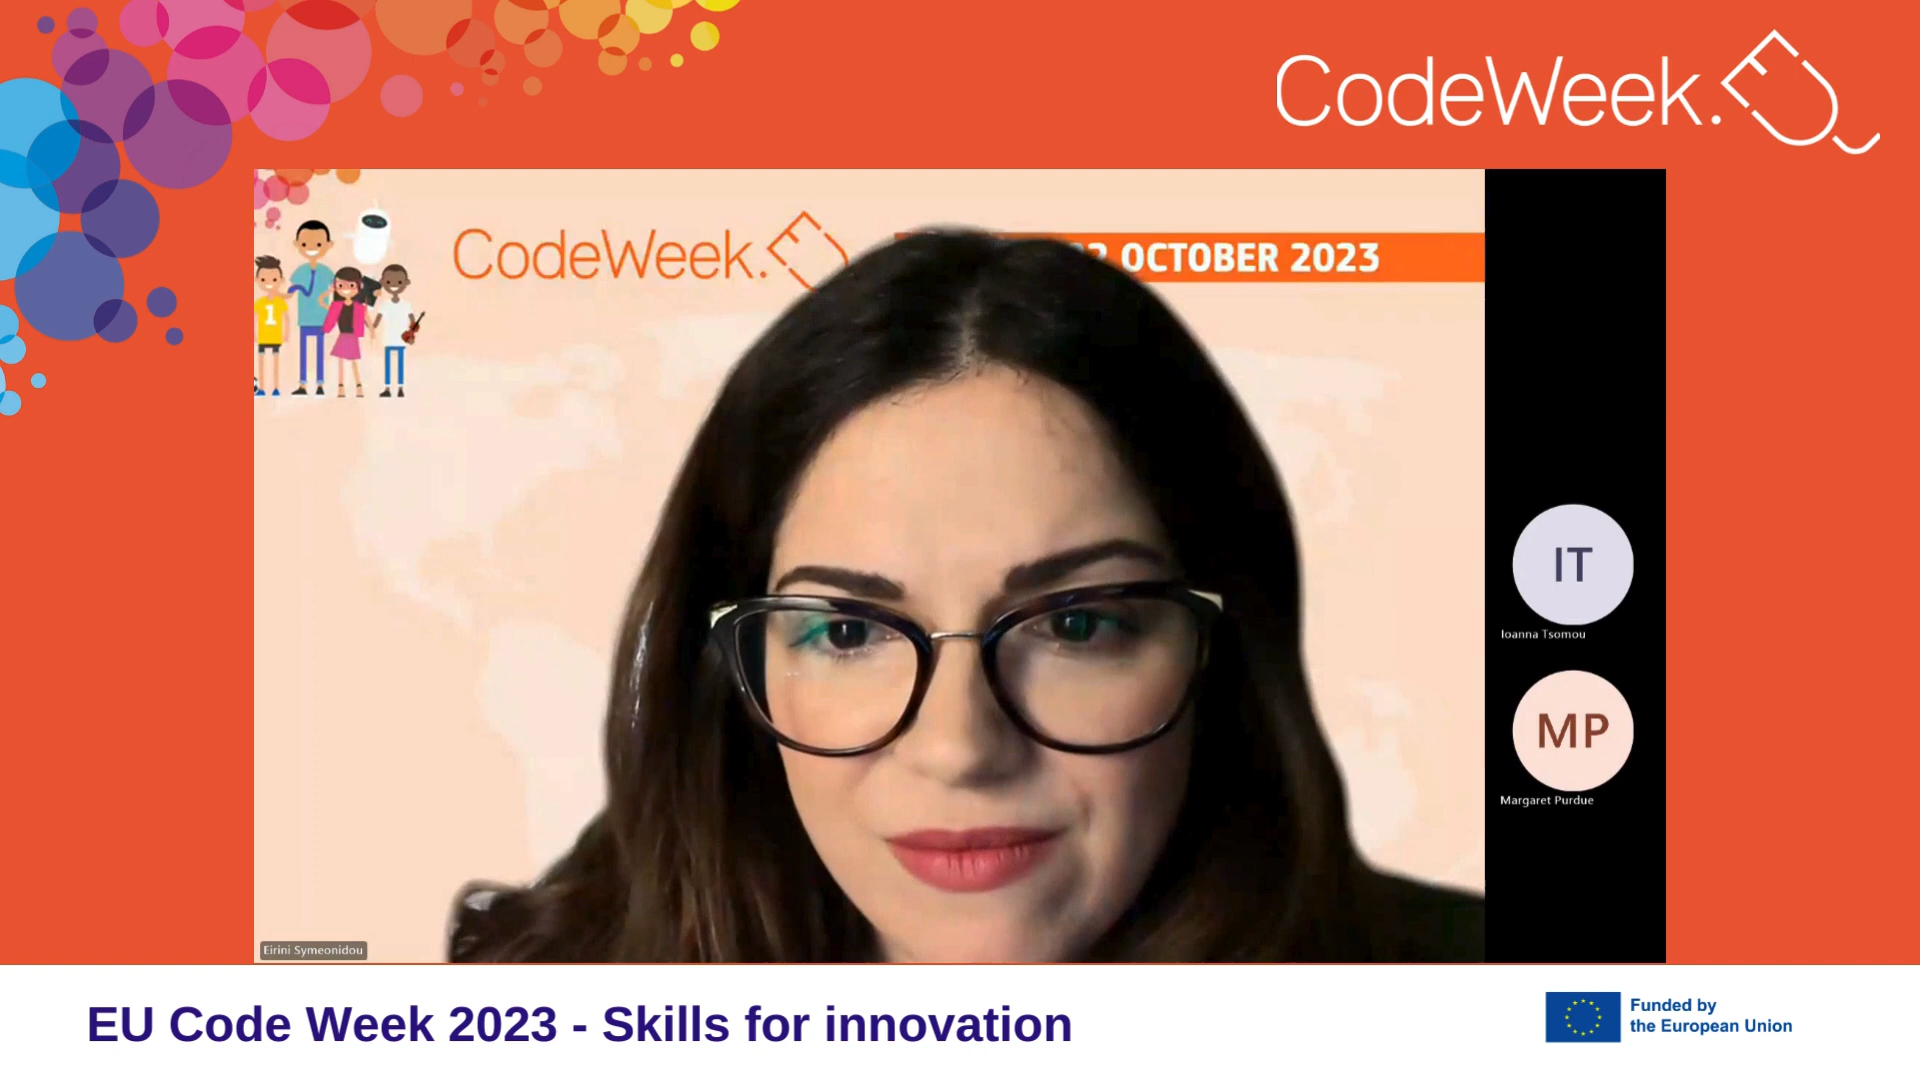 CodeWeek.
CodeWeek.
OCTOBER 2023
1
IT
Ioanna Tsomou
MP
Margaret Purdue
Eirini Symeonidou
EU Code Week 2023 - Skills for innovation
Funded by
the European Union